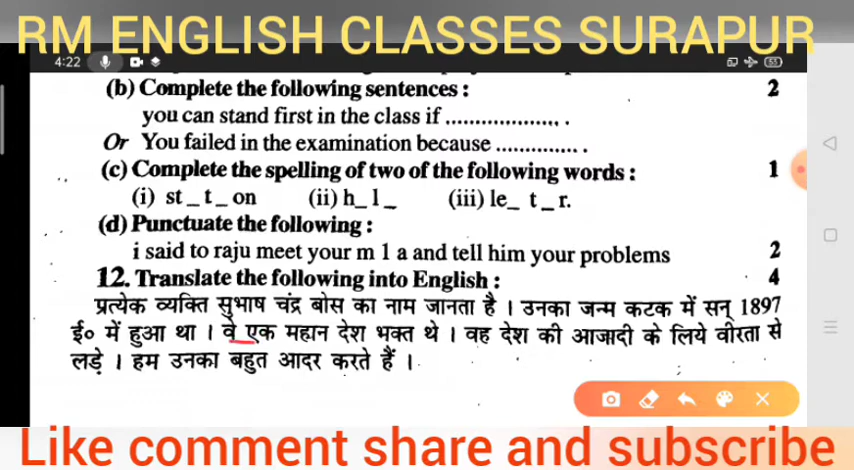 RM ENGLISH CLASSES SURAPUR
4:22
53
(b) Complete the following sentences : 2
you can stand first in the class if .................... .
Or You failed in the examination because .............. .
(c) Complete the spelling of two of the following words : 1
(i) st _ t _ on (ii) h_ l _ (iii) le_ t _ r.
(d) Punctuate the following :
i said to raju meet your m l a and tell him your problems 2
12. Translate the following into English : 4
प्रत्येक व्यक्ति सुभाष चंद्र बोस का नाम जानता है । उनका जन्म कटक में सन् 1897
ई० में हुआ था । वे एक महान देश भक्त थे । वह देश की आजादी के लिये वीरता से
लड़े । हम उनका बहुत आदर करते हैं ।
Like comment share and subscribe